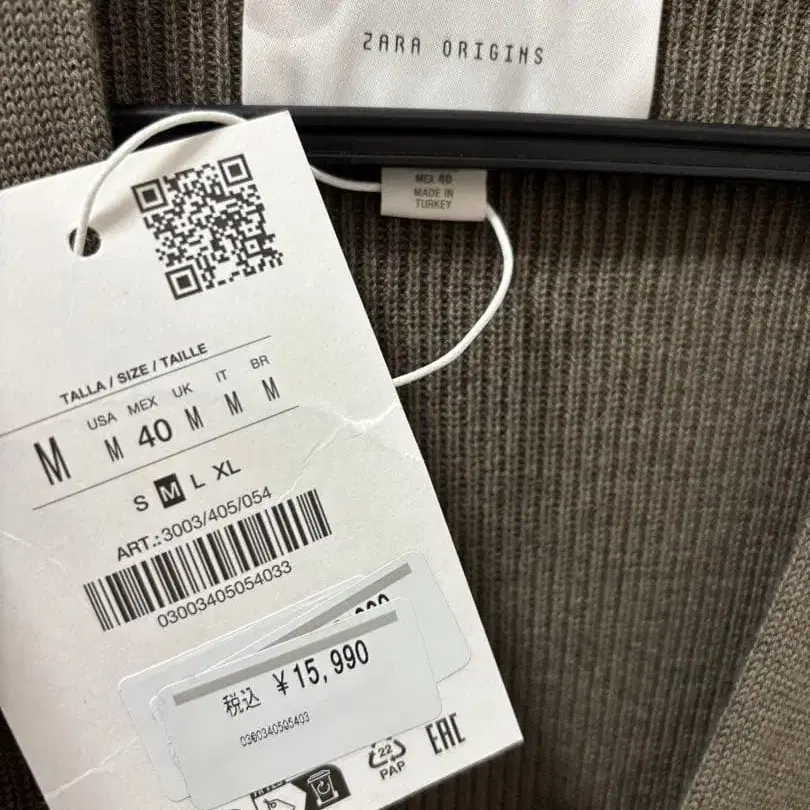 ZARA ORIGINS
MEX 40
MADE IN
TURKEY
TALLA / SIZE / TAILLE
USA MEX UK IT BR
M M 40 M M M
S M L XL
ART.: 3003/405/054
03003405054033
税込 ¥15,990
0360340505403
22
PAP
EAC